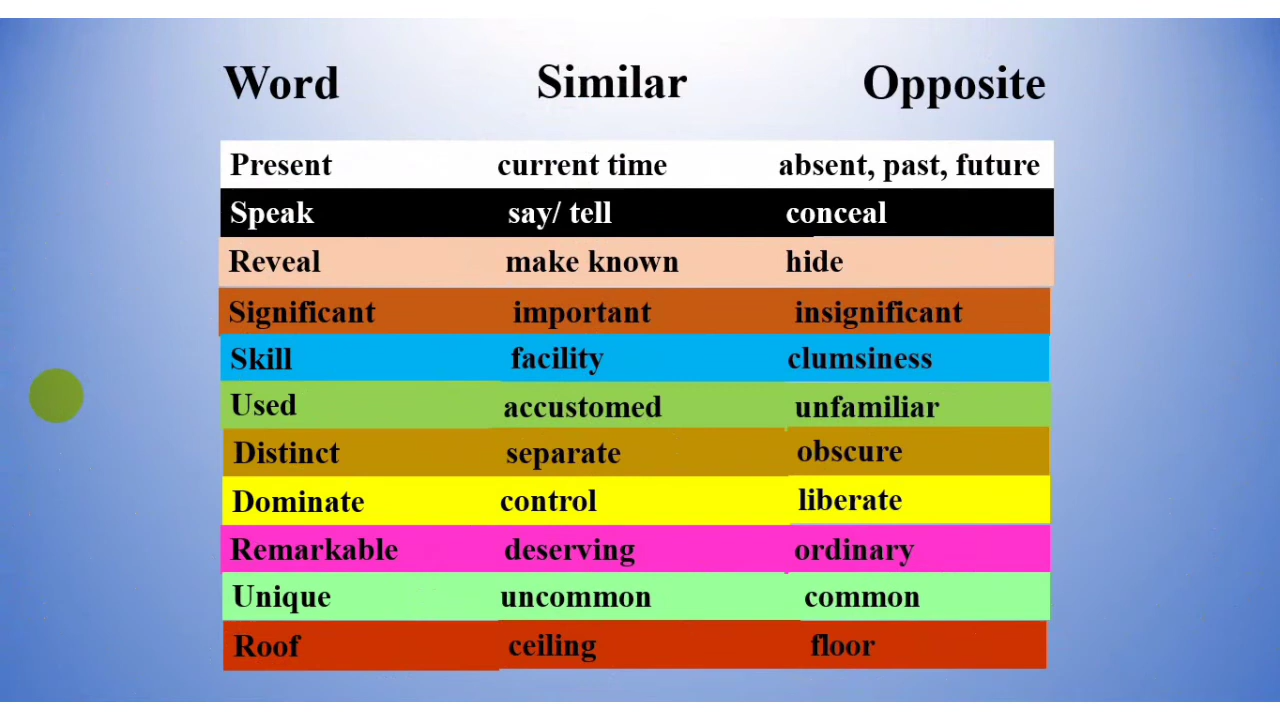 Word Similar Opposite
Present current time absent, past, future
Speak say/ tell conceal
Reveal make known hide
Significant important insignificant
Skill facility clumsiness
Used accustomed unfamiliar
Distinct separate obscure
Dominate control liberate
Remarkable deserving ordinary
Unique uncommon common
Roof ceiling floor